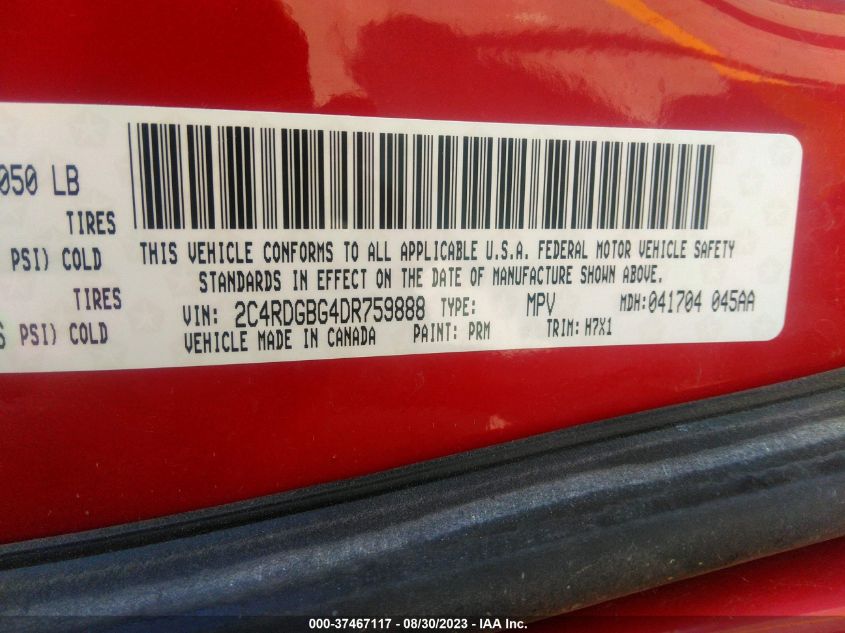 050 LB
TIRES
PSI) COLD
TIRES
PSI) COLD
THIS VEHICLE CONFORMS TO ALL APPLICABLE U.S.A. FEDERAL MOTOR VEHICLE SAFETY
STANDARDS IN EFFECT ON THE DATE OF MANUFACTURE SHOWN ABOVE.
VIN: 2C4RDGBG4DR759888 TYPE: MPV MDH:041704 045AA
VEHICLE MADE IN CANADA PAINT: PRM TRIM: H7X1
000-37467117 - 08/30/2023 - IAA Inc.